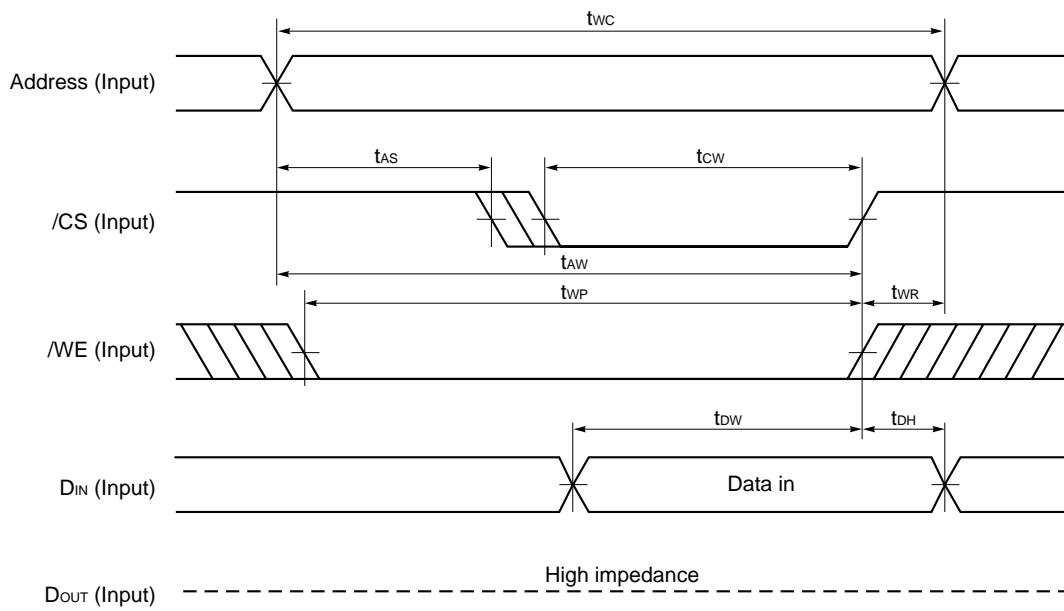 tWC
Address (Input)
tAS
tCW
/CS (Input)
tAW
tWP
tWR
/WE (Input)
tDW
tDH
DIN (Input)
Data in
High impedance
DOUT (Input)